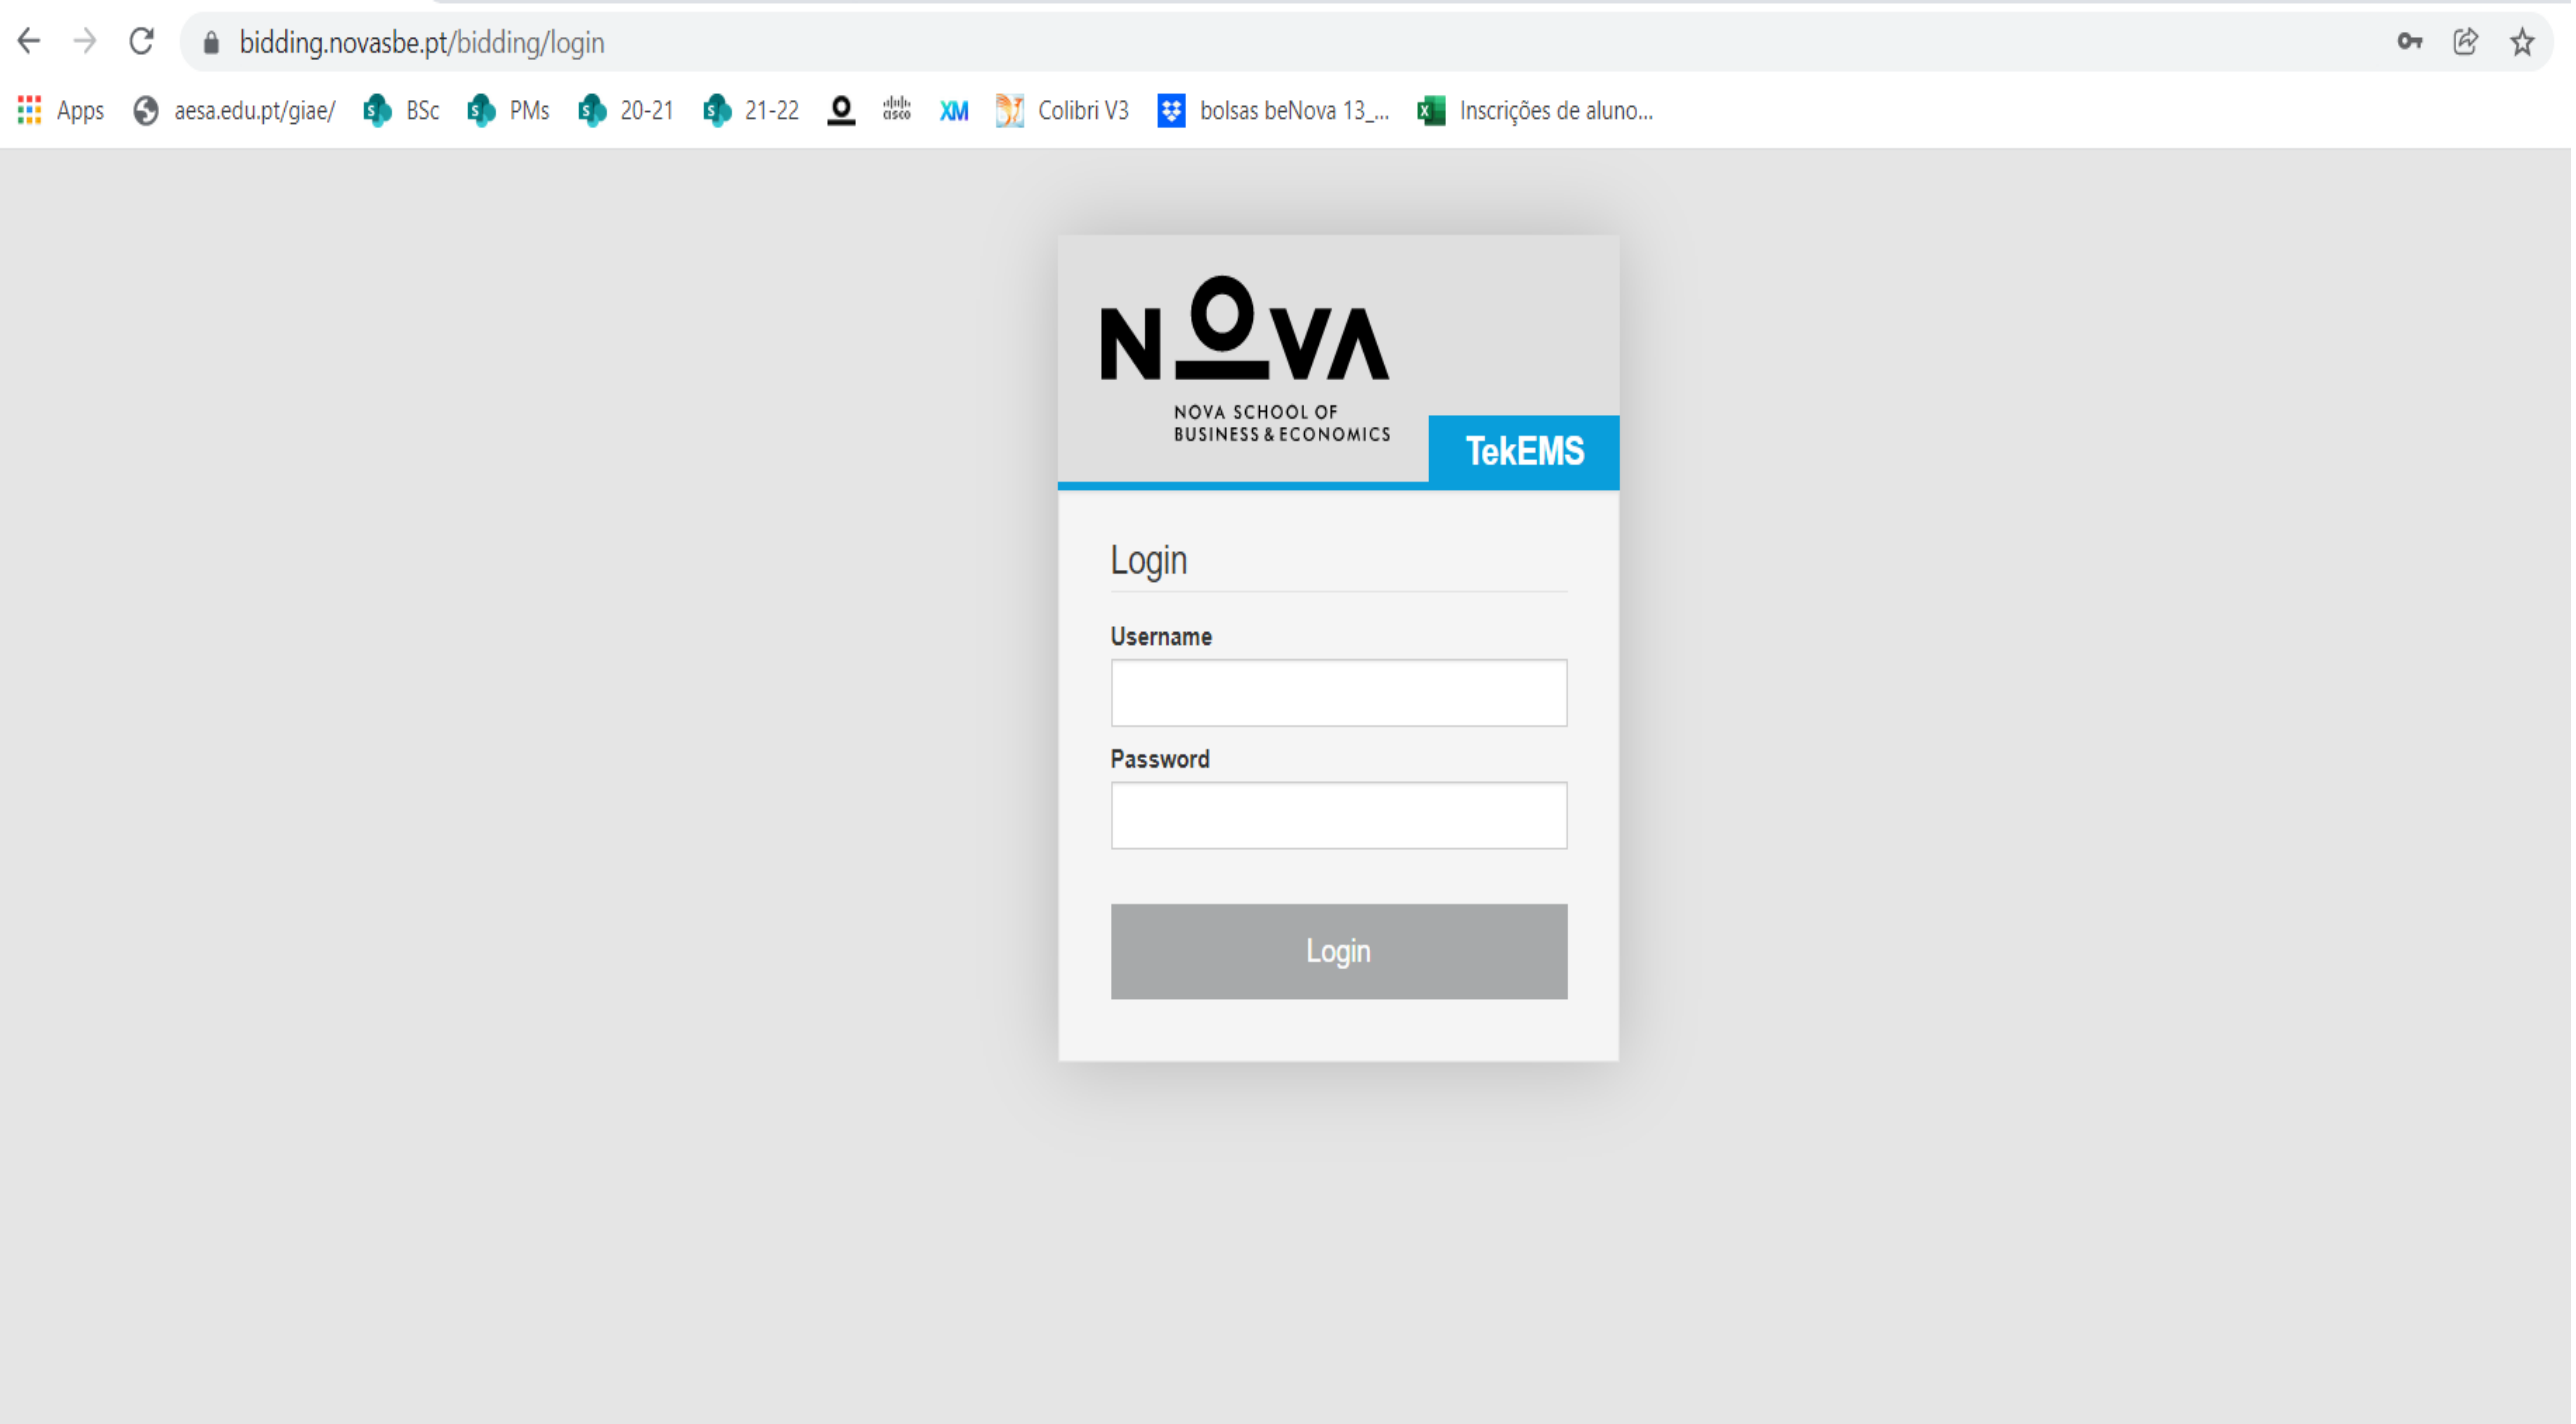 bidding.novasbe.pt/bidding/login
Apps aesa.edu.pt/giae/ BSc PMs 20-21 21-22 cisco XM Colibri V3 bolsas beNova 13_... Inscrições de aluno...
NOVA
NOVA SCHOOL OF
BUSINESS & ECONOMICS
TekEMS
Login
Username
Password
Login